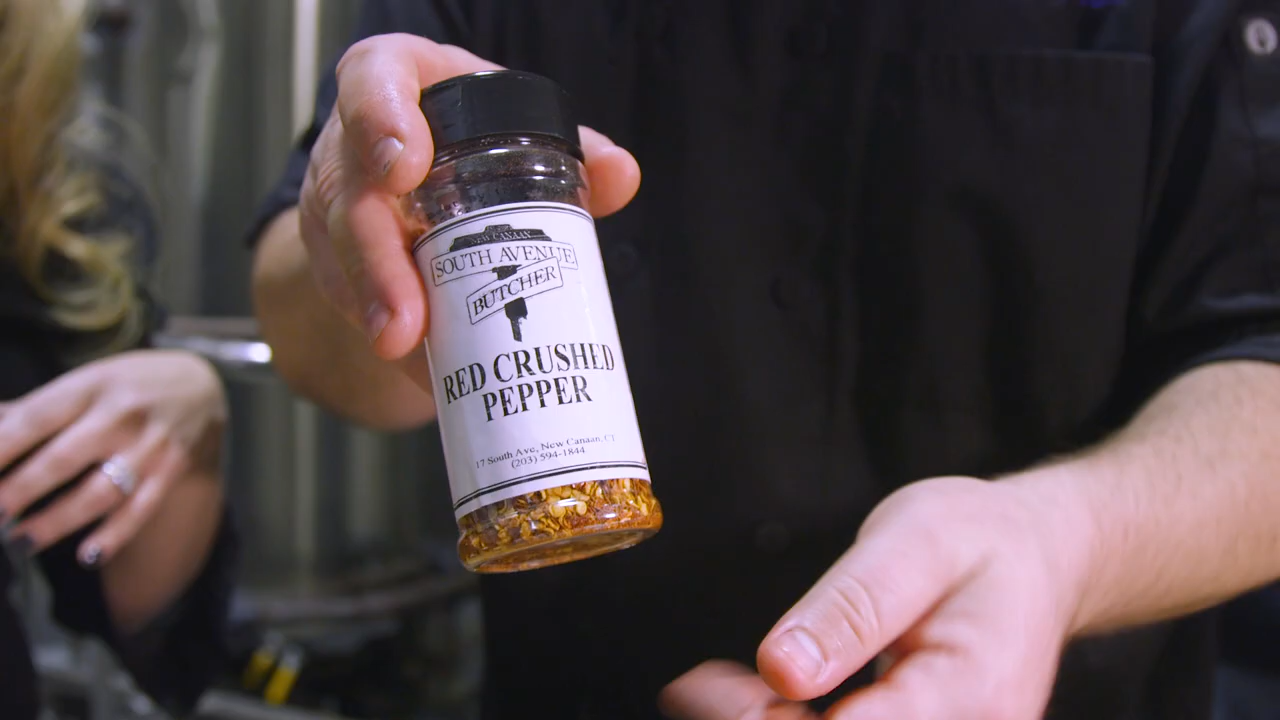 NEW CANAAN
SOUTH AVENUE
BUTCHER
RED CRUSHED
PEPPER
17 South Ave, New Canaan, CT
(203) 594-1844